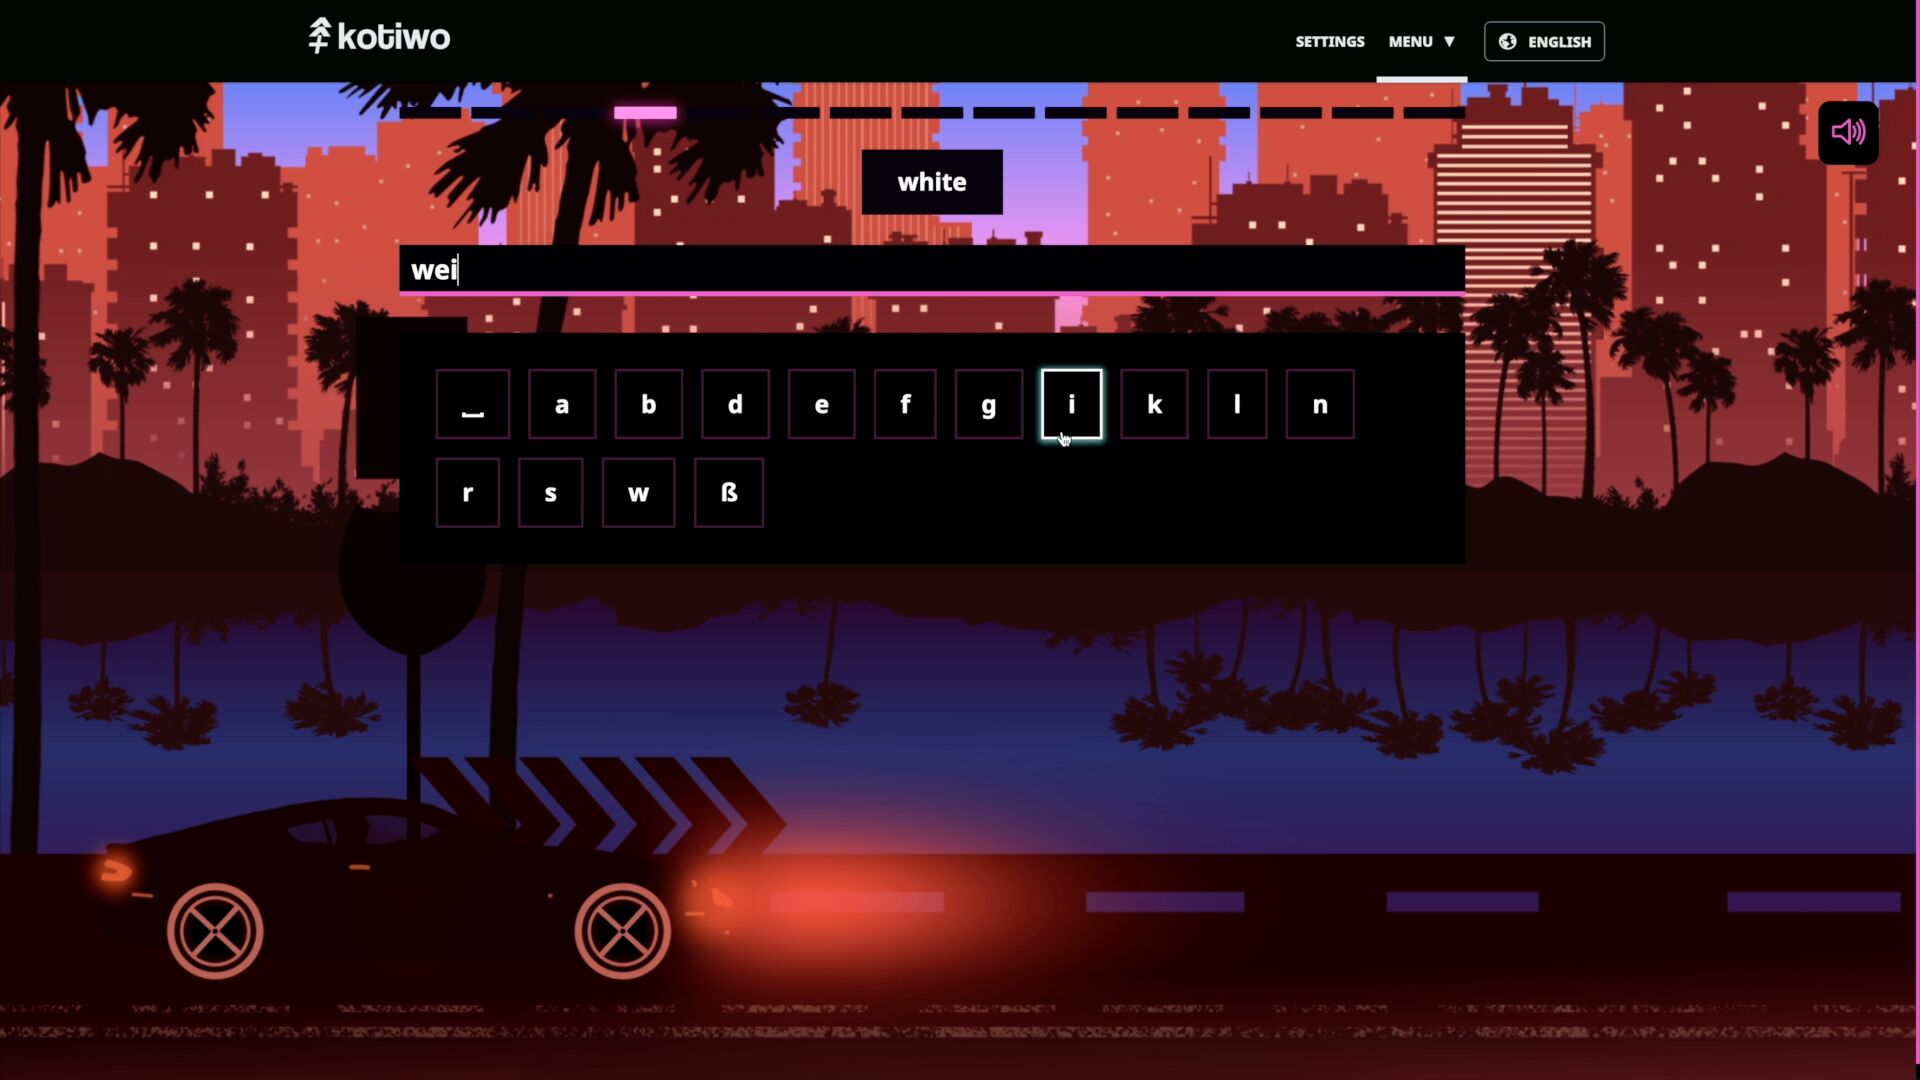 kotiwo
SETTINGS MENU ▼ ENGLISH
white
wei
⎵ a b d e f g i k l n
r s w ß